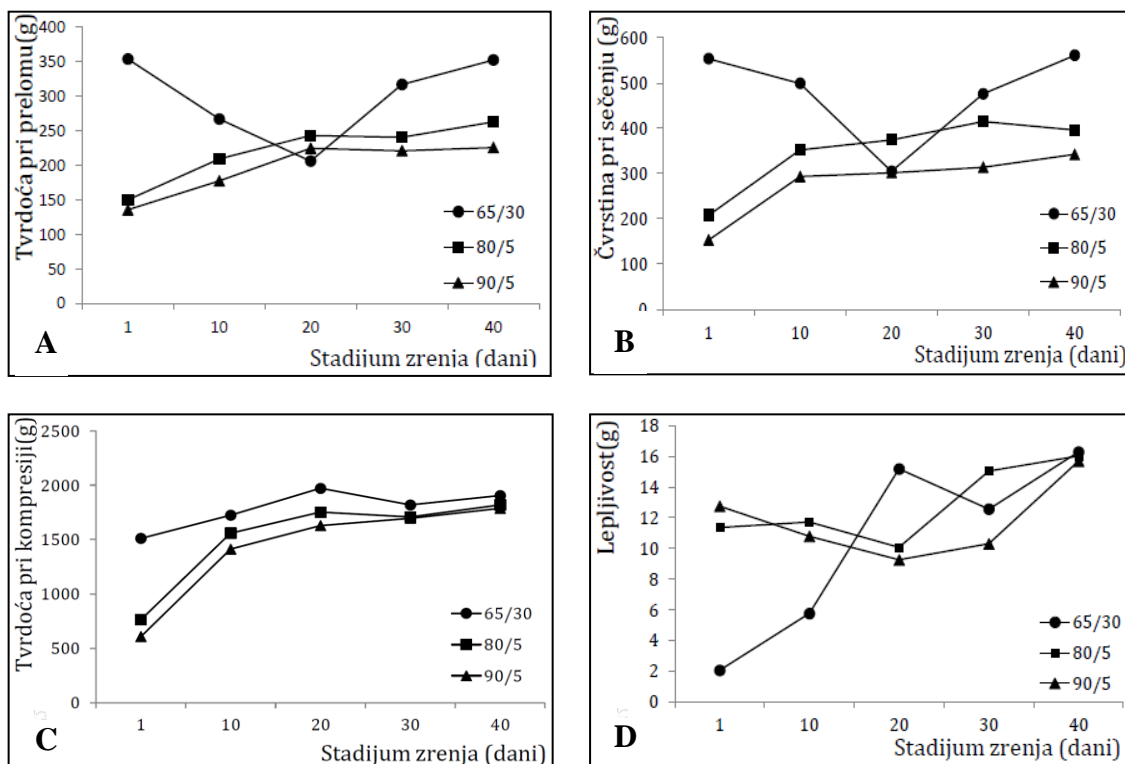 Tvrdoća pri prelomu(g)
400
350
300
250
200
150
100
50
0
65/30
80/5
90/5
1 10 20 30 40
A
Stadijum zrenja (dani)
Čvrstina pri sečenju (g)
600
500
400
300
200
100
0
65/30
80/5
90/5
1 10 20 30 40
B
Stadijum zrenja (dani)
Tvrdoća pri kompresiji(g)
2500
2000
1500
1000
500
0
65/30
80/5
90/5
1 10 20 30 40
C
Stadijum zrenja (dani)
Lepljivost(g)
18
16
14
12
10
8
6
4
2
0
65/30
80/5
90/5
1 10 20 30 40
D
Stadijum zrenja (dani)